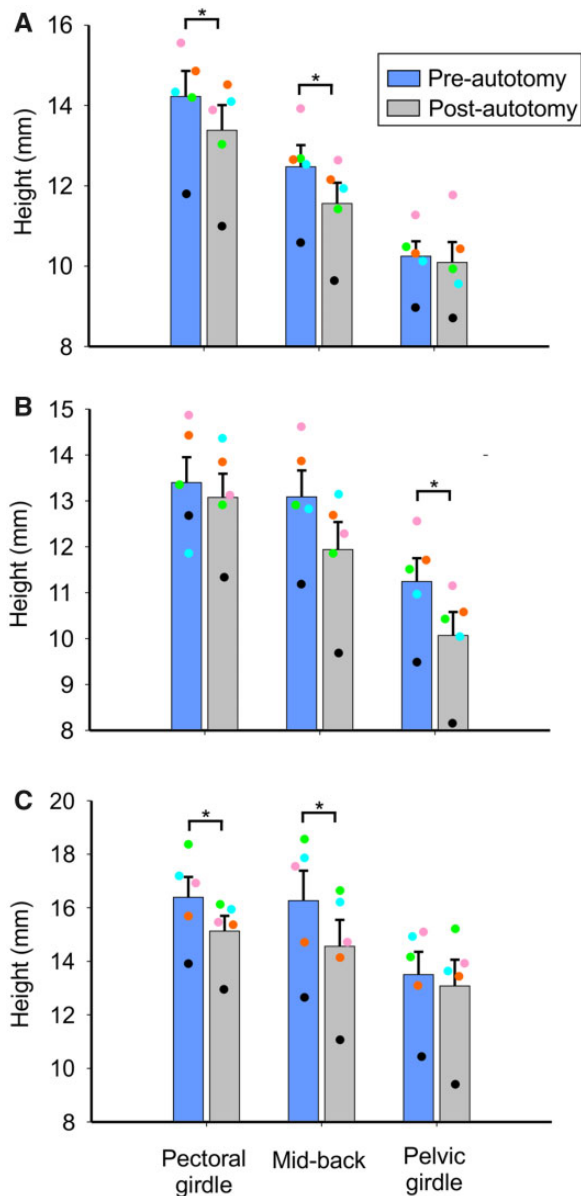 A
Height (mm)
16
14
12
10
8
*
*
Pre-autotomy
Post-autotomy
B
Height (mm)
15
14
13
12
11
10
9
8
*
C
Height (mm)
20
18
16
14
12
10
8
*
*
Pectoral girdle
Mid-back
Pelvic girdle